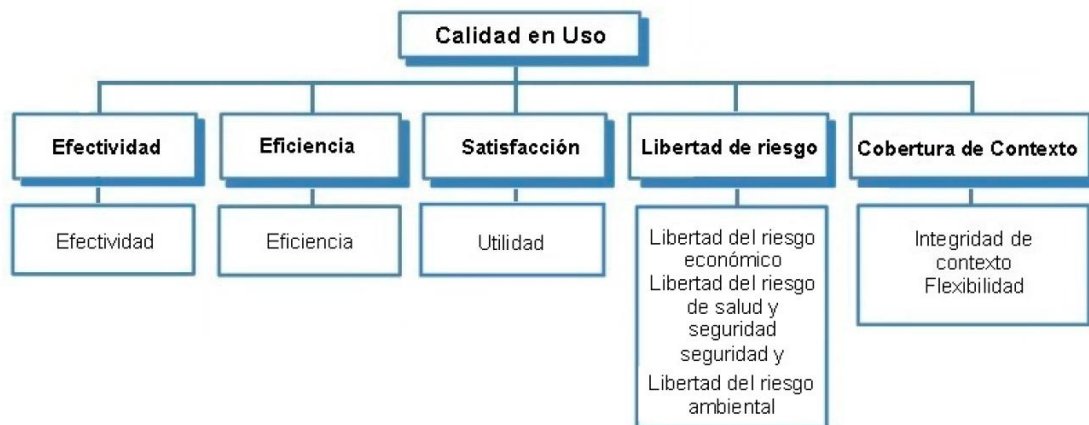 Calidad en Uso
Efectividad
Eficiencia
Satisfacción
Libertad de riesgo
Cobertura de Contexto
Efectividad
Eficiencia
Utilidad
Libertad del riesgo
económico
Libertad del riesgo
de salud y
seguridad
seguridad y
Libertad del riesgo
ambiental
Integridad de
contexto
Flexibilidad